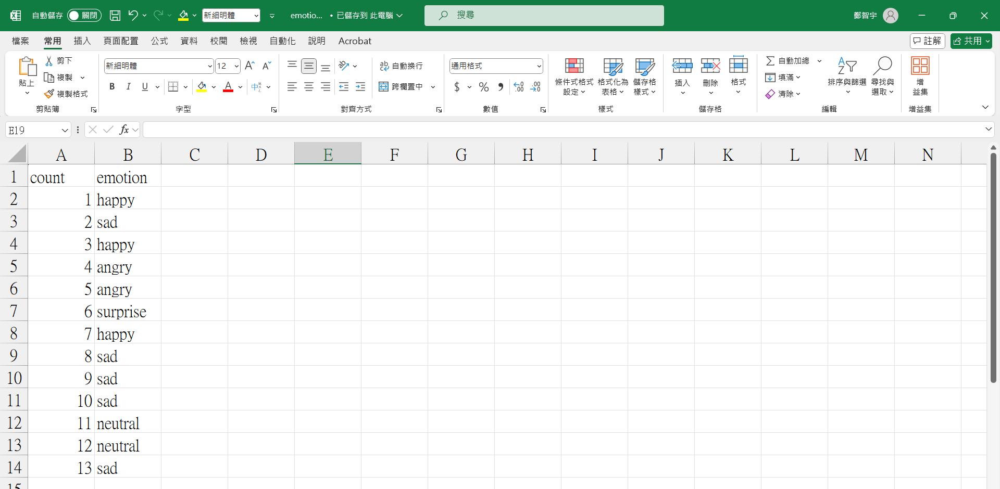 自動儲存 關閉 新細明體 emotio... • 已儲存到 此電腦 搜尋 鄭智宇
檔案 常用 插入 頁面配置 公式 資料 校閱 檢視 自動化 說明 Acrobat 註解 共用
貼上 剪下 複製 複製格式 剪貼簿
新細明體 12 B I U A 字型
自動換行 跨欄置中 對齊方式
通用格式 $ % 數值
條件式格式設定 格式化為表格 儲存格樣式 樣式
插入 刪除 格式 儲存格
自動加總 填滿 清除 排序與篩選 尋找與選取 編輯
增益集 增益集
E19 fx
A B C D E F G H I J K L M N
1 count emotion
2 1 happy
3 2 sad
4 3 happy
5 4 angry
6 5 angry
7 6 surprise
8 7 happy
9 8 sad
10 9 sad
11 10 sad
12 11 neutral
13 12 neutral
14 13 sad
15